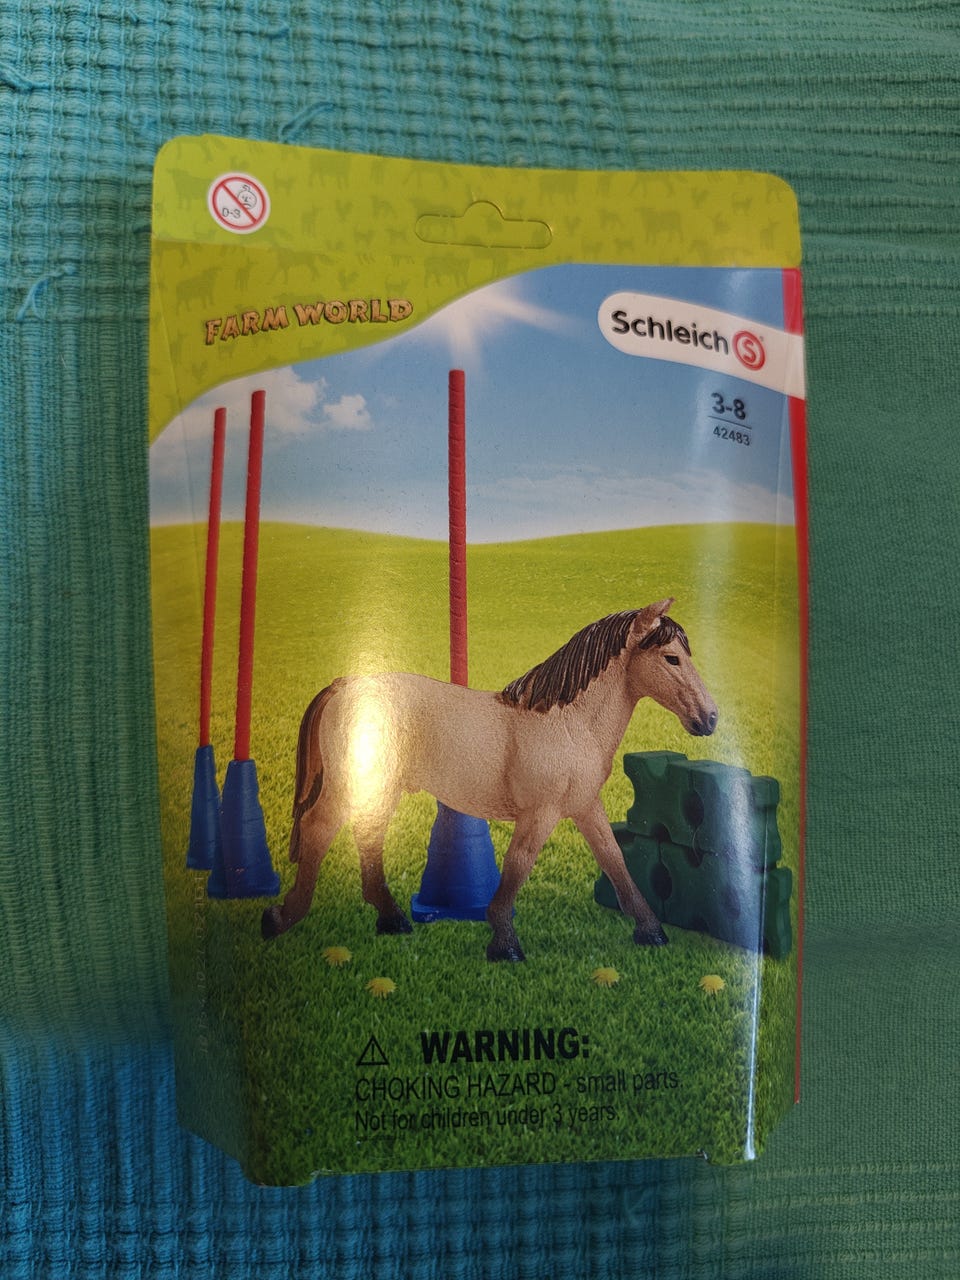 0-3
FARM WORLD
Schleich S
3-8
42483
WARNING:
CHOKING HAZARD - small parts.
Not for children under 3 years.